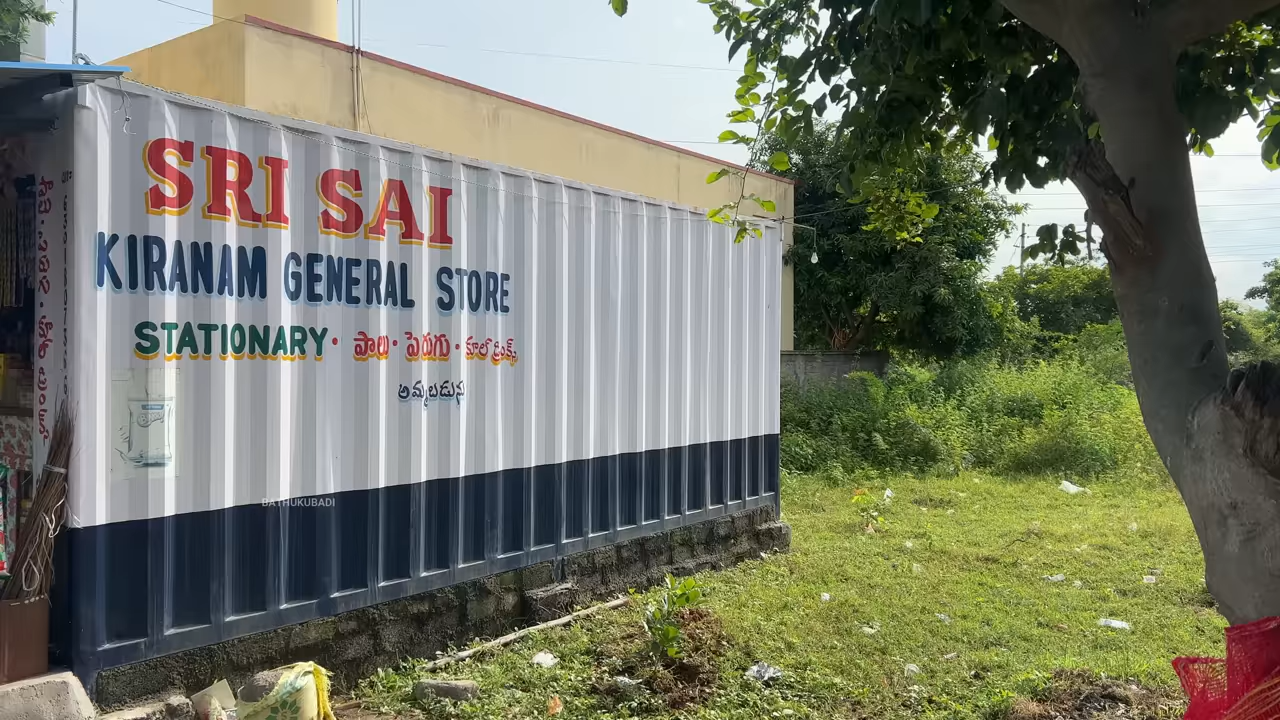 SRI SAI
KIRANAM GENERAL STORE
STATIONARY • పాలు • పెరుగు • కూల్ డ్రింక్స్
అమ్మబడును
BATHUKUBADI